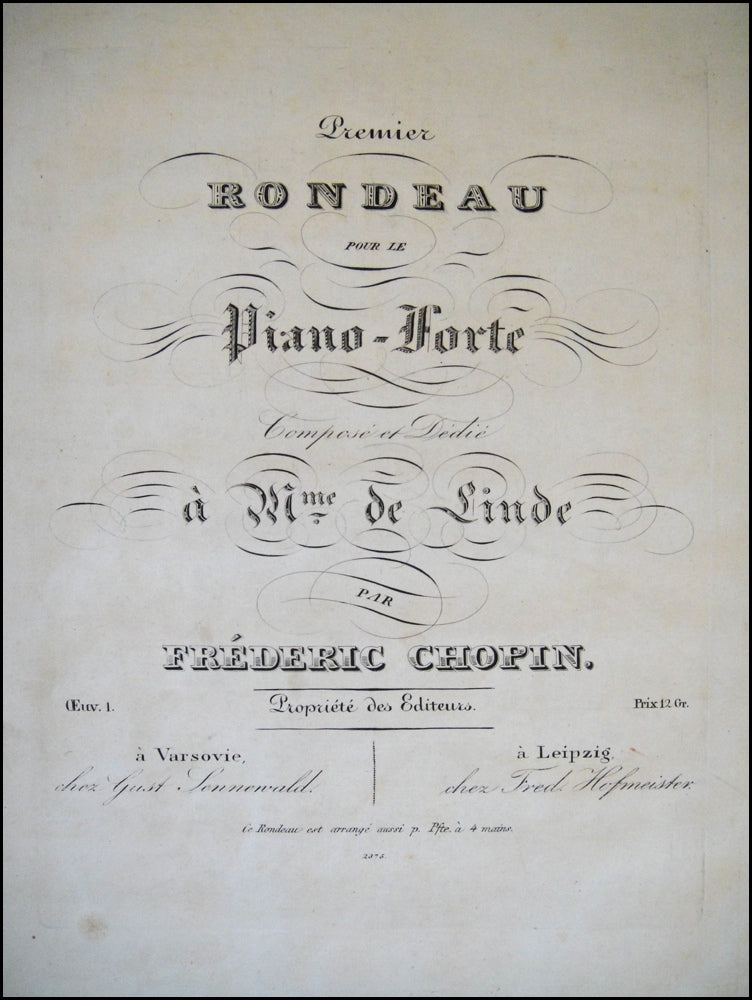 Premier
RONDEAU
POUR LE
Piano-Forte
Composé et Dédié
à Mme de Linde
PAR
FRÉDERIC CHOPIN.
Œuv. 1.
Propriété des Editeurs.
Prix 12 Gr.
à Varsovie,
chez Gust. Sennewald.
à Leipzig,
chez Fred. Hofmeister.
Ce Rondeau est arrangé aussi p. Pfte. à 4 mains.